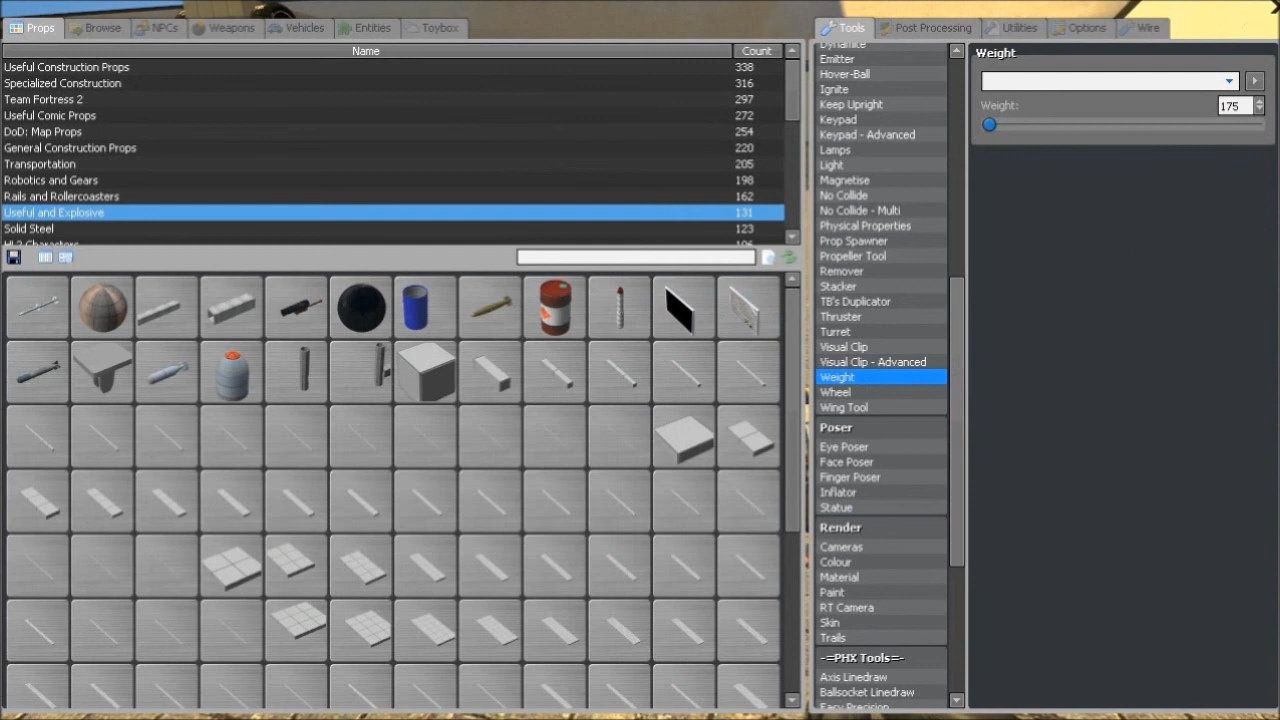 Props
Browse
NPCs
Weapons
Vehicles
Entities
Toybox
Name
Count
Useful Construction Props 338
Specialized Construction 316
Team Fortress 2 297
Useful Comic Props 272
DoD: Map Props 254
General Construction Props 220
Transportation 205
Robotics and Gears 198
Rails and Rollercoasters 162
Useful and Explosive 131
Solid Steel 123
HL2 Characters 106
Tools
Post Processing
Utilities
Options
Wire
Dynamite
Emitter
Hover-Ball
Ignite
Keep Upright
Keypad
Keypad - Advanced
Lamps
Light
Magnetise
No Collide
No Collide - Multi
Physical Properties
Prop Spawner
Propeller Tool
Remover
Stacker
TB's Duplicator
Thruster
Turret
Visual Clip
Visual Clip - Advanced
Weight
Wheel
Wing Tool
Poser
Eye Poser
Face Poser
Finger Poser
Inflator
Statue
Render
Cameras
Colour
Material
Paint
RT Camera
Skin
Trails
-=PHX Tools=-
Axis Linedraw
Ballsocket Linedraw
Easy Precision
Weight
Weight: 175